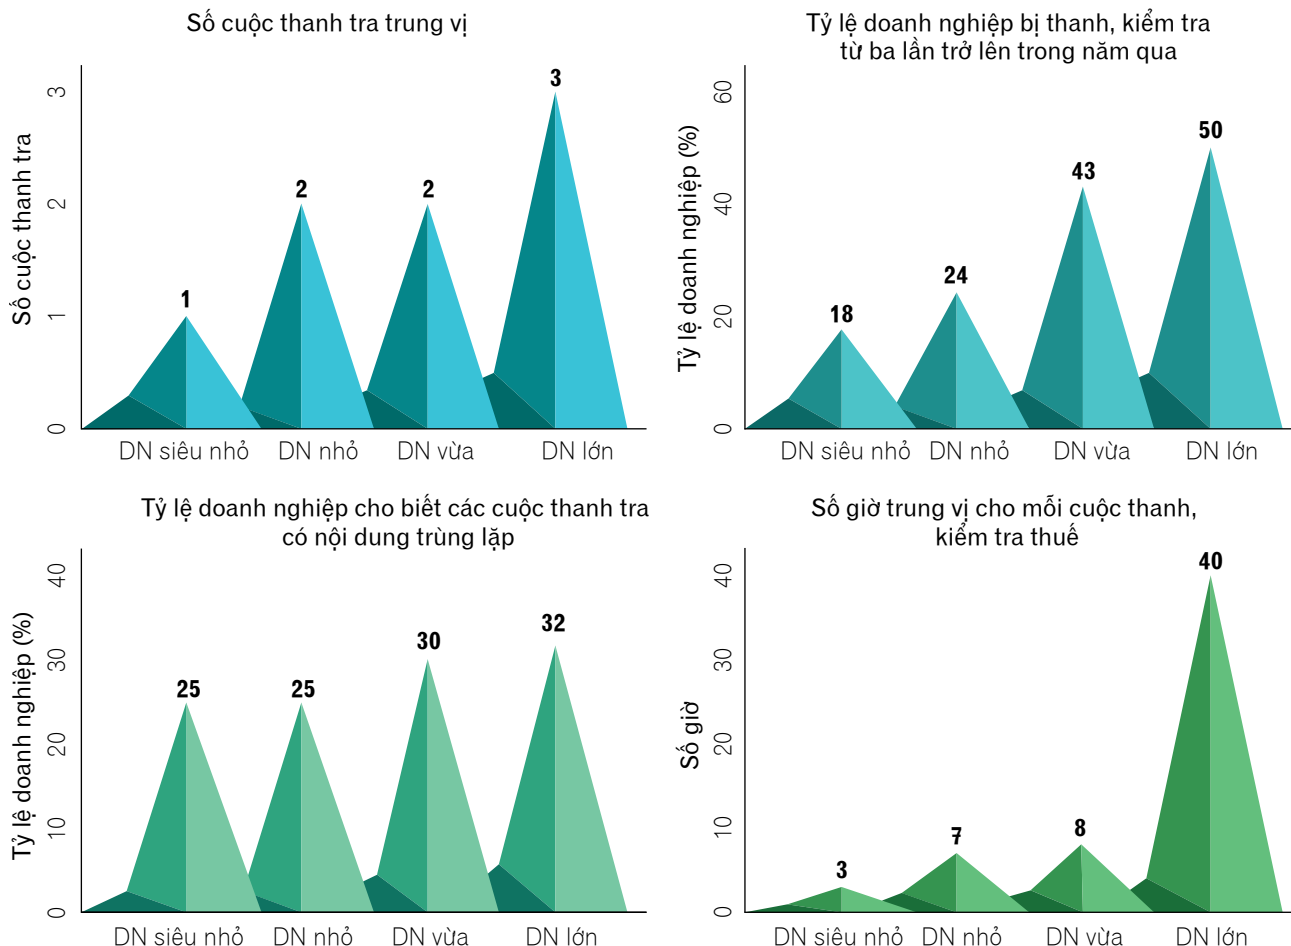 Số cuộc thanh tra trung vị
Số cuộc thanh tra
3
2
1
0
1
2
2
3
DN siêu nhỏ
DN nhỏ
DN vừa
DN lớn
Tỷ lệ doanh nghiệp bị thanh, kiểm tra
từ ba lần trở lên trong năm qua
Tỷ lệ doanh nghiệp (%)
60
40
20
0
18
24
43
50
DN siêu nhỏ
DN nhỏ
DN vừa
DN lớn
Tỷ lệ doanh nghiệp cho biết các cuộc thanh tra
có nội dung trùng lặp
Tỷ lệ doanh nghiệp (%)
40
30
20
10
0
25
25
30
32
DN siêu nhỏ
DN nhỏ
DN vừa
DN lớn
Số giờ trung vị cho mỗi cuộc thanh,
kiểm tra thuế
Số giờ
40
30
20
10
0
3
7
8
40
DN siêu nhỏ
DN nhỏ
DN vừa
DN lớn